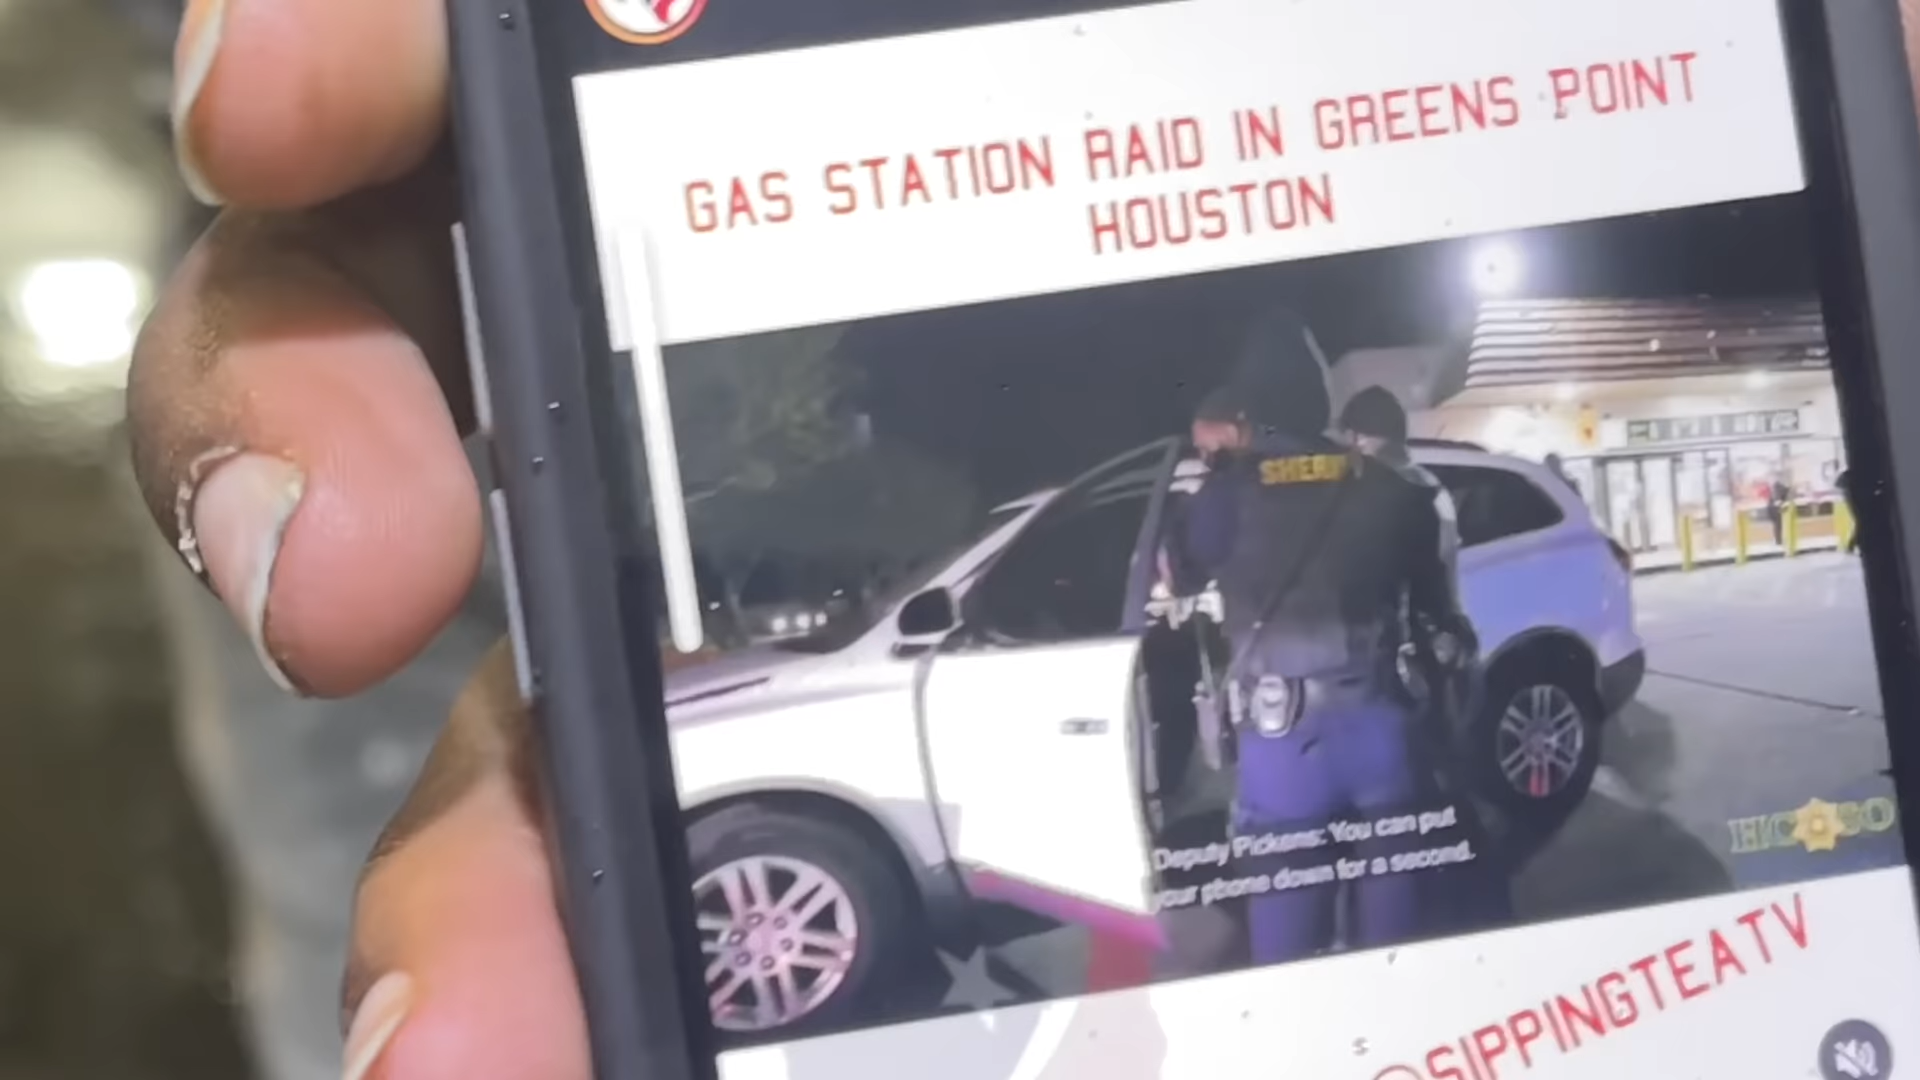 GAS STATION RAID IN GREENS POINT
HOUSTON
SHERIFF
Deputy Pickens: You can put
your phone down for a second.
HCSO
@SIPPINGTEATV